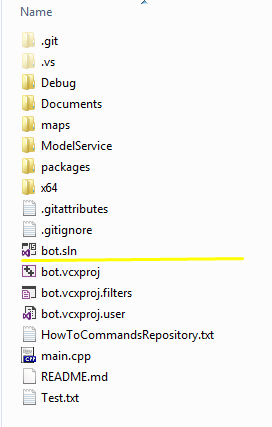 Name
.git
.vs
Debug
Documents
maps
ModelService
packages
x64
.gitattributes
.gitignore
bot.sln
bot.vcxproj
bot.vcxproj.filters
bot.vcxproj.user
HowToCommandsRepository.txt
main.cpp
README.md
Test.txt